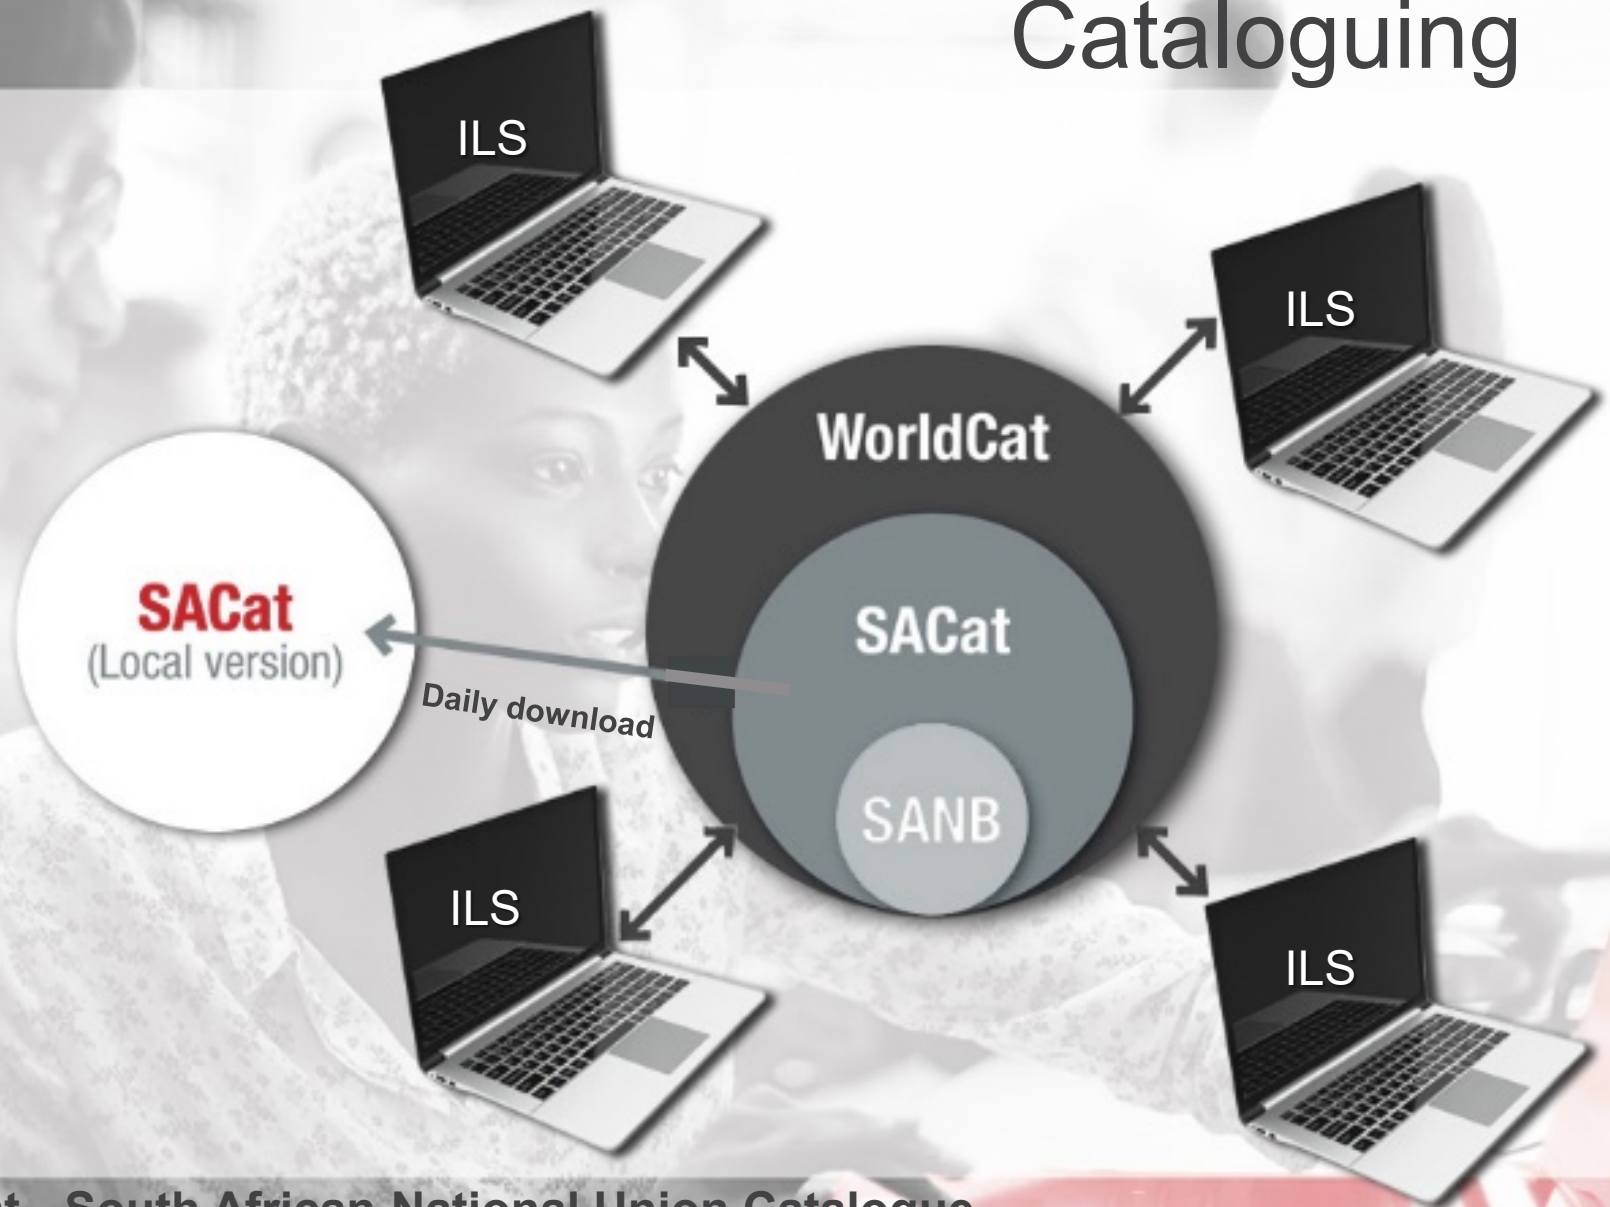 Cataloguing
ILS
ILS
WorldCat
SACat
SACat
(Local version)
Daily download
SANB
ILS
ILS
South African National Union Catalogue